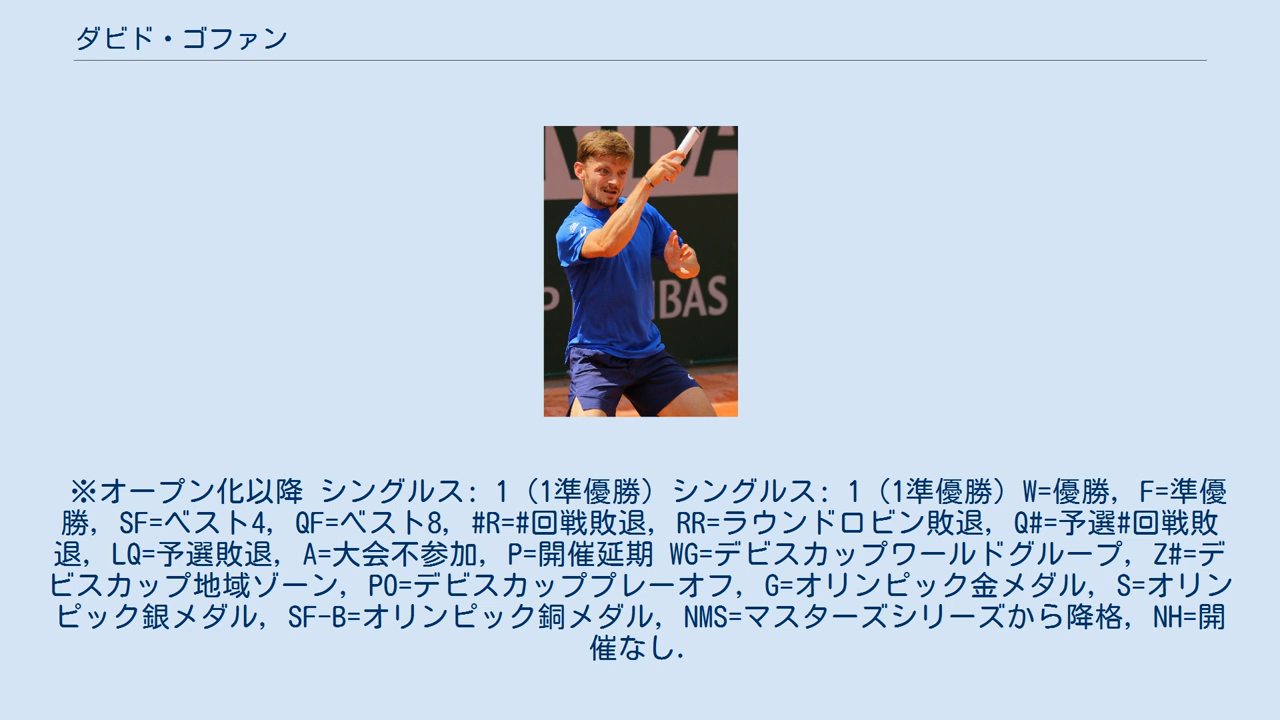 ダビド・ゴファン
P
IBAS
※オープン化以降 シングルス: 1（1準優勝）シングルス: 1（1準優勝）W=優勝, F=準優
勝, SF=ベスト4, QF=ベスト8, #R=#回戦敗退, RR=ラウンドロビン敗退, Q#=予選#回戦敗
退, LQ=予選敗退, A=大会不参加, P=開催延期 WG=デビスカップワールドグループ, Z#=デ
ビスカップ地域ゾーン, PO=デビスカッププレーオフ, G=オリンピック金メダル, S=オリン
ピック銀メダル, SF-B=オリンピック銅メダル, NMS=マスターズシリーズから降格, NH=開
催なし.